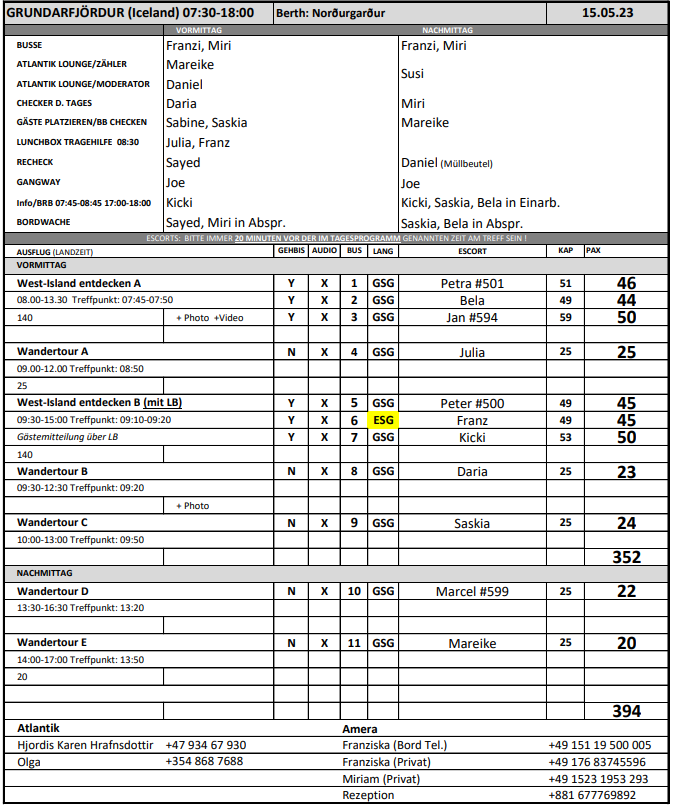 GRUNDARFJÖRDUR (Iceland) 07:30-18:00 Berth: Norðurgarður 15.05.23
VORMITTAG NACHMITTAG
BUSSE Franzi, Miri Franzi, Miri
ATLANTIK LOUNGE/ZÄHLER Mareike
Susi
ATLANTIK LOUNGE/MODERATOR Daniel
CHECKER D. TAGES Daria Miri
GÄSTE PLATZIEREN/BB CHECKEN Sabine, Saskia Mareike
LUNCHBOX TRAGEHILFE 08:30 Julia, Franz
RECHECK Sayed Daniel (Müllbeutel)
GANGWAY Joe Joe
Info/BRB 07:45-08:45 17:00-18:00 Kicki Kicki, Saskia, Bela in Einarb.
BORDWACHE Sayed, Miri in Abspr. Saskia, Bela in Abspr.
ESCORTS: BITTE IMMER 20 MINUTEN VOR DER IM TAGESPROGRAMM GENANNTEN ZEIT AM TREFF SEIN !
AUSFLUG (LANDZEIT) GEHBIS AUDIO BUS LANG ESCORT KAP PAX
VORMITTAG
West-Island entdecken A Y X 1 GSG Petra #501 51 46
08.00-13.30 Treffpunkt: 07:45-07:50 Y X 2 GSG Bela 49 44
140 + Photo +Video Y X 3 GSG Jan #594 59 50
Wandertour A N X 4 GSG Julia 25 25
09.00-12.00 Treffpunkt: 08:50
25
West-Island entdecken B (mit LB) Y X 5 GSG Peter #500 49 45
09:30-15:00 Treffpunkt: 09:10-09:20 Y X 6 ESG Franz 49 45
Gästemitteilung über LB Y X 7 GSG Kicki 53 50
140
Wandertour B N X 8 GSG Daria 25 23
09:30-12:30 Treffpunkt: 09:20
+ Photo
Wandertour C N X 9 GSG Saskia 25 24
10:00-13:00 Treffpunkt: 09:50
352
NACHMITTAG
Wandertour D N X 10 GSG Marcel #599 25 22
13:30-16:30 Treffpunkt: 13:20
Wandertour E N X 11 GSG Mareike 25 20
14:00-17:00 Treffpunkt: 13:50
20
394
Atlantik Amera
Hjordis Karen Hrafnsdottir +47 934 67 930 Franziska (Bord Tel.) +49 151 19 500 005
Olga +354 868 7688 Franziska (Privat) +49 176 83745596
Miriam (Privat) +49 1523 1953 293
Rezeption +881 677769892